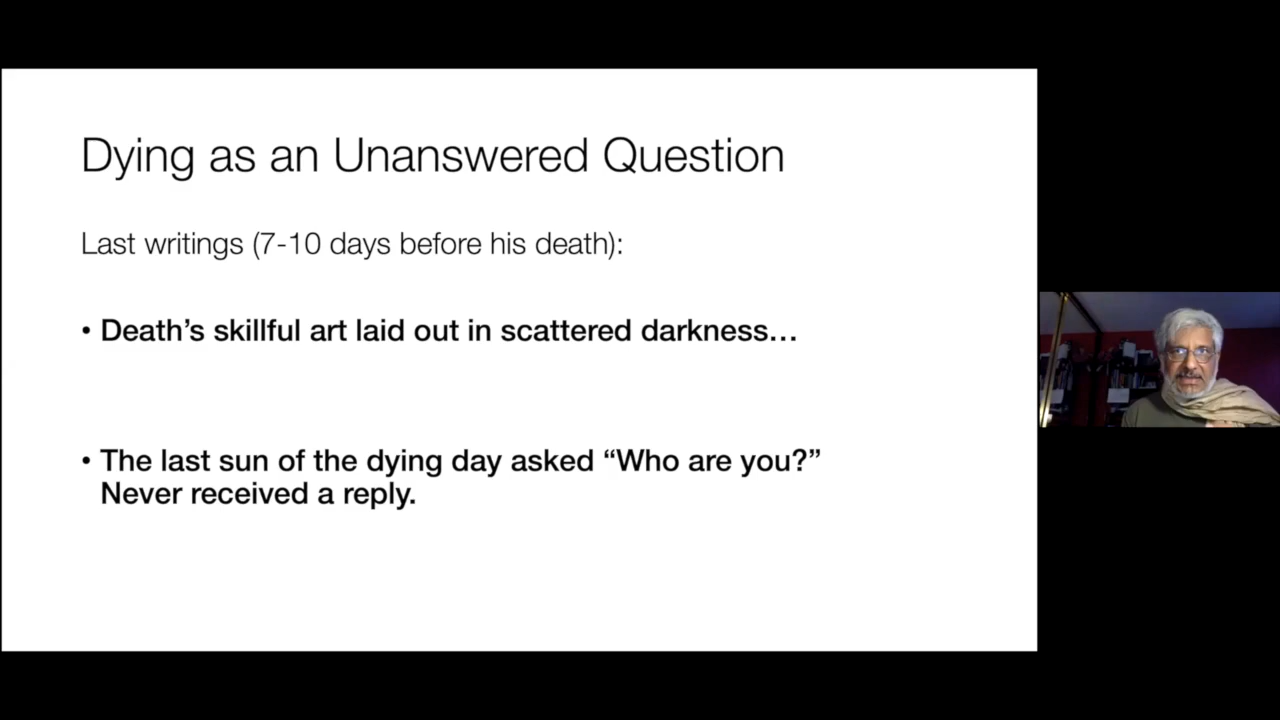 Dying as an Unanswered Question
Last writings (7-10 days before his death):
• Death’s skillful art laid out in scattered darkness…
• The last sun of the dying day asked “Who are you?”
Never received a reply.